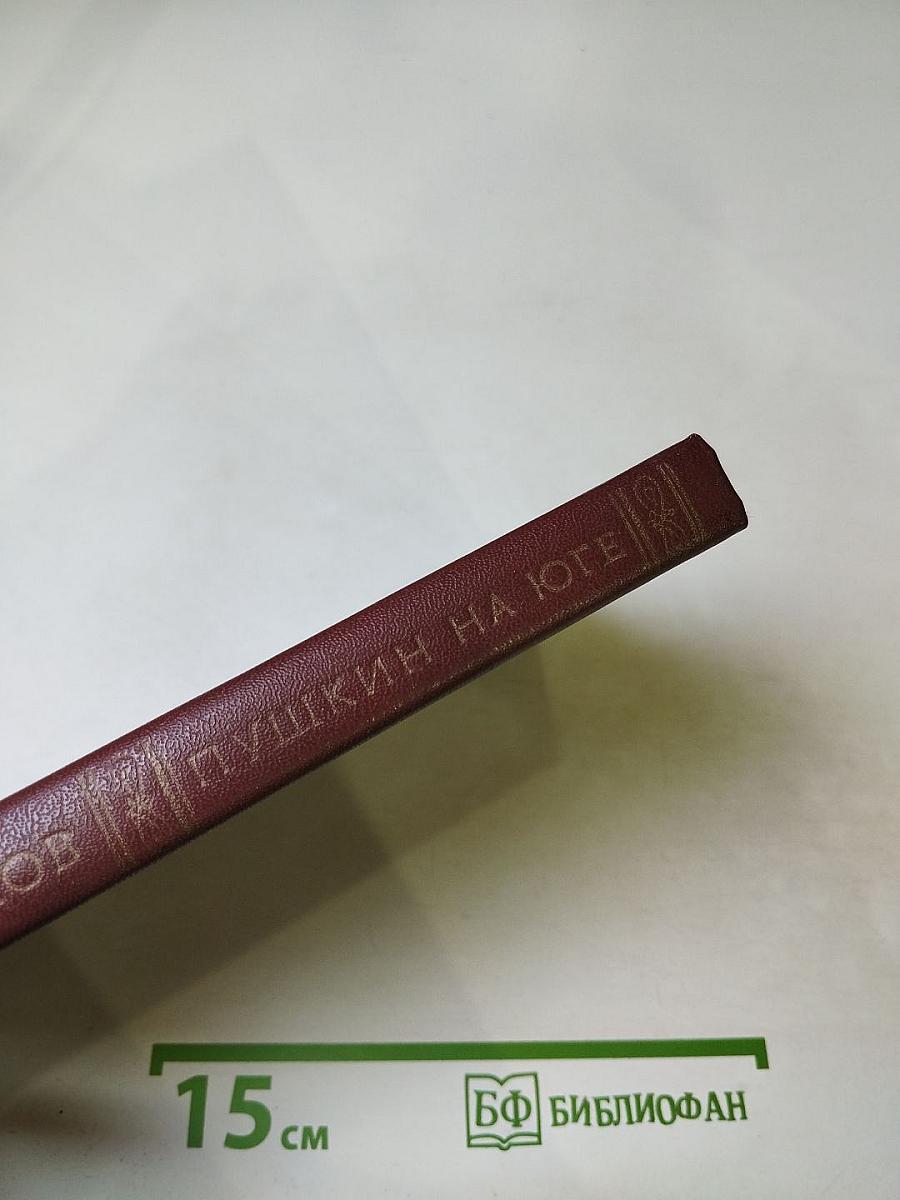 ОВ ПУШКИН НА ЮГЕ
15 см
БФ БИБЛИОФАН